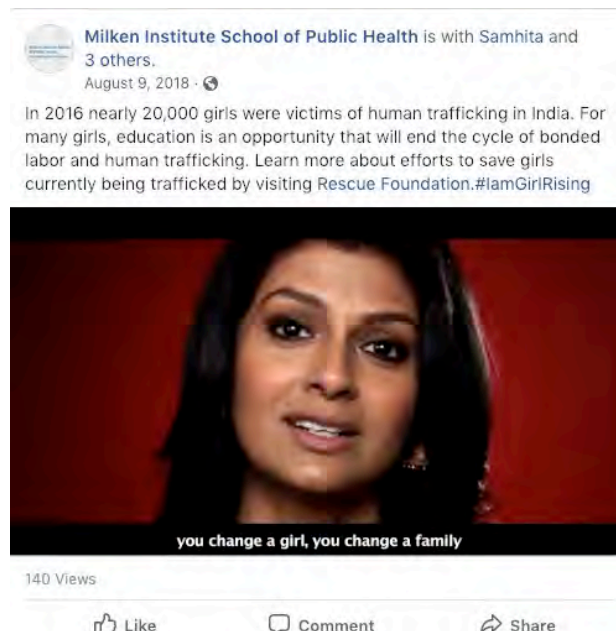 Milken Institute School of Public Health is with Samhita and
3 others.
August 9, 2018 ·
In 2016 nearly 20,000 girls were victims of human trafficking in India. For
many girls, education is an opportunity that will end the cycle of bonded
labor and human trafficking. Learn more about efforts to save girls
currently being trafficked by visiting Rescue Foundation.#IamGirlRising
you change a girl, you change a family
140 Views
Like Comment Share